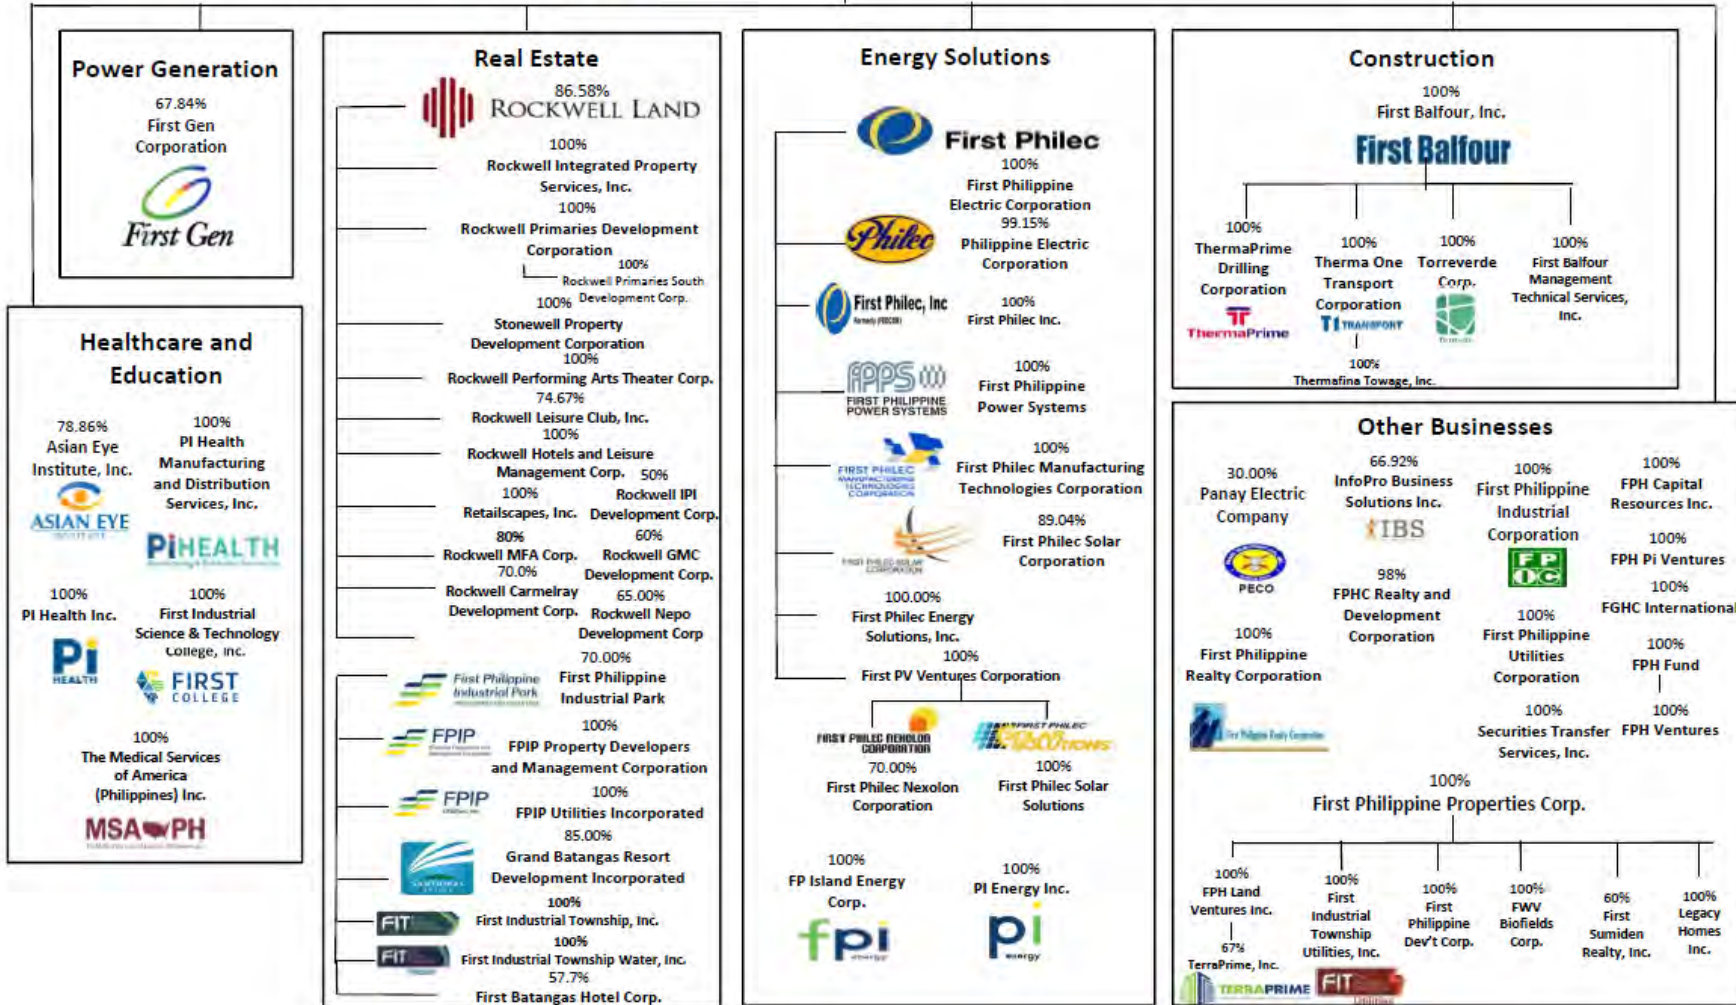 Power Generation
67.84%
First Gen
Corporation
First Gen
Healthcare and
Education
78.86%
Asian Eye
Institute, Inc.
ASIAN EYE
100%
PI Health
Manufacturing
and Distribution
Services, Inc.
PiHEALTH
100%
PI Health Inc.
Pi
HEALTH
100%
First Industrial
Science & Technology
College, Inc.
FIRST
COLLEGE
100%
The Medical Services
of America
(Philippines) Inc.
MSA PH
Real Estate
86.58%
ROCKWELL LAND
100%
Rockwell Integrated Property
Services, Inc.
100%
Rockwell Primaries Development
Corporation
100%
Rockwell Primaries South
Development Corp.
100%
Stonewell Property
Development Corporation
100%
Rockwell Performing Arts Theater Corp.
74.67%
Rockwell Leisure Club, Inc.
100%
Rockwell Hotels and Leisure
Management Corp.
100%
Retailscapes, Inc.
50%
Rockwell IPI
Development Corp.
80%
Rockwell MFA Corp.
60%
Rockwell GMC
Development Corp.
70.0%
Rockwell Carmelray
Development Corp.
65.00%
Rockwell Nepo
Development Corp
First Philippine
Industrial Park
70.00%
First Philippine
Industrial Park
FPIP
100%
FPIP Property Developers
and Management Corporation
FPIP
100%
FPIP Utilities Incorporated
85.00%
Grand Batangas Resort
Development Incorporated
FIT
100%
First Industrial Township, Inc.
FIT
100%
First Industrial Township Water, Inc.
57.7%
First Batangas Hotel Corp.
Energy Solutions
First Philec
100%
First Philippine
Electric Corporation
Philec
99.15%
Philippine Electric
Corporation
First Philec, Inc
100%
First Philec Inc.
FPPS
FIRST PHILIPPINE
POWER SYSTEMS
100%
First Philippine
Power Systems
FIRST PHILEC
MANUFACTURING
TECHNOLOGIES
CORPORATION
100%
First Philec Manufacturing
Technologies Corporation
FIRST PHILEC SOLAR
CORPORATION
89.04%
First Philec Solar
Corporation
100.00%
First Philec Energy
Solutions, Inc.
100%
First PV Ventures Corporation
FIRST PHILEC NEXOLON
CORPORATION
70.00%
First Philec Nexolon
Corporation
FIRST PHILEC
SOLAR
SOLUTIONS
100%
First Philec Solar
Solutions
100%
FP Island Energy
Corp.
fpi
energy
100%
PI Energy Inc.
pi
energy
Construction
100%
First Balfour, Inc.
First Balfour
100%
ThermaPrime
Drilling
Corporation
ThermaPrime
100%
Therma One
Transport
Corporation
T1 TRANSPORT
100%
Thermafina Towage, Inc.
100%
Torreverde
Corp.
100%
First Balfour
Management
Technical Services,
Inc.
Other Businesses
30.00%
Panay Electric
Company
PECO
66.92%
InfoPro Business
Solutions Inc.
IBS
100%
First Philippine
Industrial
Corporation
FPIC
100%
FPH Capital
Resources Inc.
100%
FPH Pi Ventures
98%
FPHC Realty and
Development
Corporation
100%
FGHC International
100%
First Philippine
Realty Corporation
First Philippine Realty Corporation
100%
First Philippine
Utilities
Corporation
100%
FPH Fund
100%
FPH Ventures
100%
Securities Transfer
Services, Inc.
100%
First Philippine Properties Corp.
100%
FPH Land
Ventures Inc.
67%
TerraPrime, Inc.
TERRAPRIME
100%
First
Industrial
Township
Utilities, Inc.
FIT
100%
First
Philippine
Dev't Corp.
100%
FWV
Biofields
Corp.
60%
First
Sumiden
Realty, Inc.
100%
Legacy
Homes
Inc.